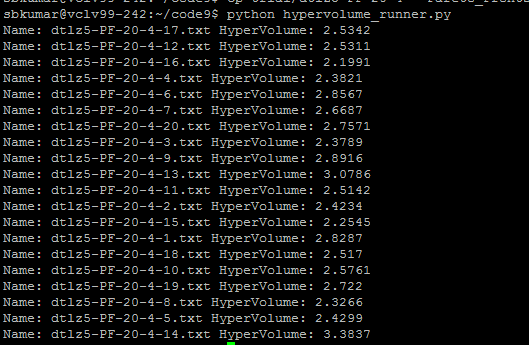 sbkumar@vclv99-242:~/code9$ python hypervolume_runner.py
Name: dtlz5-PF-20-4-17.txt HyperVolume: 2.5342
Name: dtlz5-PF-20-4-12.txt HyperVolume: 2.5311
Name: dtlz5-PF-20-4-16.txt HyperVolume: 2.1991
Name: dtlz5-PF-20-4-4.txt HyperVolume: 2.3821
Name: dtlz5-PF-20-4-6.txt HyperVolume: 2.8567
Name: dtlz5-PF-20-4-7.txt HyperVolume: 2.6687
Name: dtlz5-PF-20-4-20.txt HyperVolume: 2.7571
Name: dtlz5-PF-20-4-3.txt HyperVolume: 2.3789
Name: dtlz5-PF-20-4-9.txt HyperVolume: 2.8916
Name: dtlz5-PF-20-4-13.txt HyperVolume: 3.0786
Name: dtlz5-PF-20-4-11.txt HyperVolume: 2.5142
Name: dtlz5-PF-20-4-2.txt HyperVolume: 2.4234
Name: dtlz5-PF-20-4-15.txt HyperVolume: 2.2545
Name: dtlz5-PF-20-4-1.txt HyperVolume: 2.8287
Name: dtlz5-PF-20-4-18.txt HyperVolume: 2.517
Name: dtlz5-PF-20-4-10.txt HyperVolume: 2.5761
Name: dtlz5-PF-20-4-19.txt HyperVolume: 2.722
Name: dtlz5-PF-20-4-8.txt HyperVolume: 2.3266
Name: dtlz5-PF-20-4-5.txt HyperVolume: 2.4299
Name: dtlz5-PF-20-4-14.txt HyperVolume: 3.3837